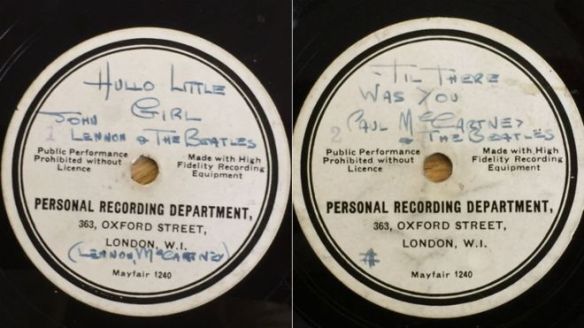 Hullo Little
Girl
John
1 Lennon & The Beatles
Public Performance
Prohibited without
Licence
Made with High
Fidelity Recording
Equipment
PERSONAL RECORDING DEPARTMENT,
363, OXFORD STREET,
LONDON, W.I.
(Lennon, McCartney)
Mayfair 1240
'Til There
Was You
Paul McCartney
2 & The Beatles
Public Performance
Prohibited without
Licence
Made with High
Fidelity Recording
Equipment
PERSONAL RECORDING DEPARTMENT,
363, OXFORD STREET,
LONDON, W.I.
#
Mayfair 1240